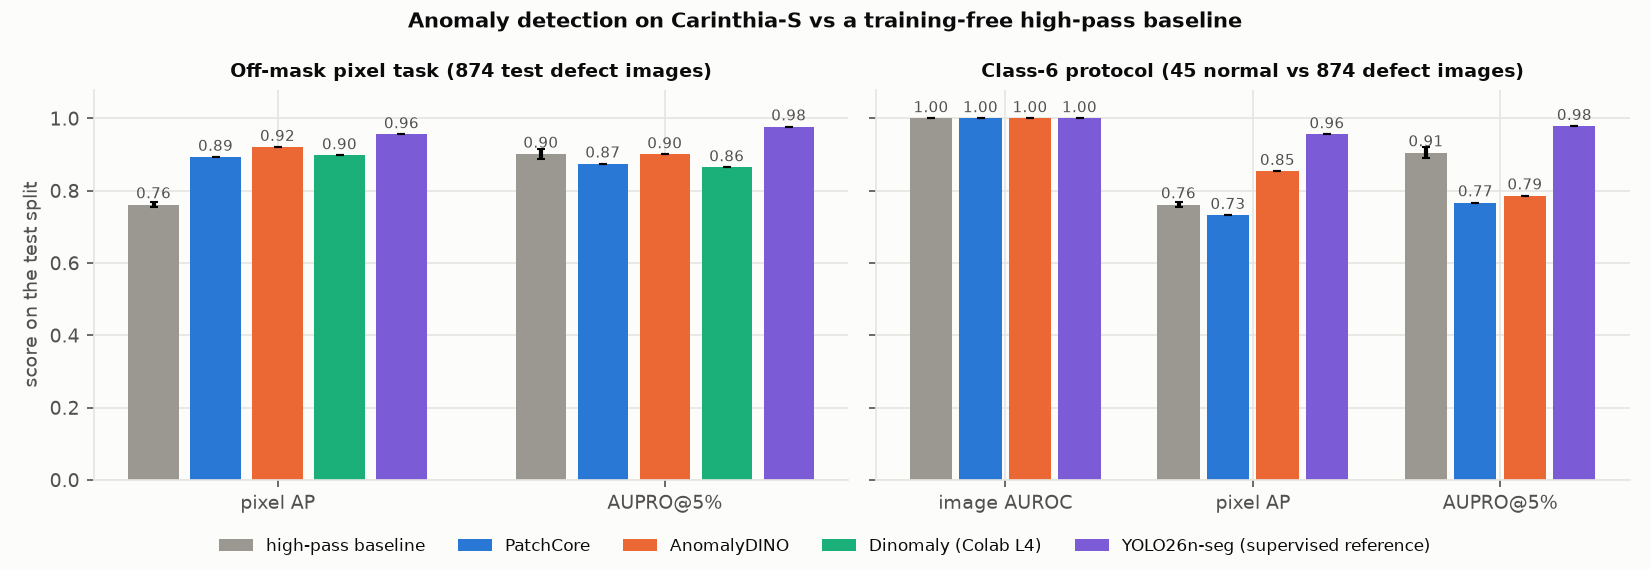 Anomaly detection on Carinthia-S vs a training-free high-pass baseline
Off-mask pixel task (874 test defect images)
score on the test split
1.0
0.8
0.6
0.4
0.2
0.0
0.76
0.89
0.92
0.90
0.96
0.90
0.87
0.90
0.86
0.98
pixel AP
AUPRO@5%
Class-6 protocol (45 normal vs 874 defect images)
1.00
1.00
1.00
1.00
0.76
0.73
0.85
0.96
0.91
0.77
0.79
0.98
image AUROC
pixel AP
AUPRO@5%
high-pass baseline
PatchCore
AnomalyDINO
Dinomaly (Colab L4)
YOLO26n-seg (supervised reference)